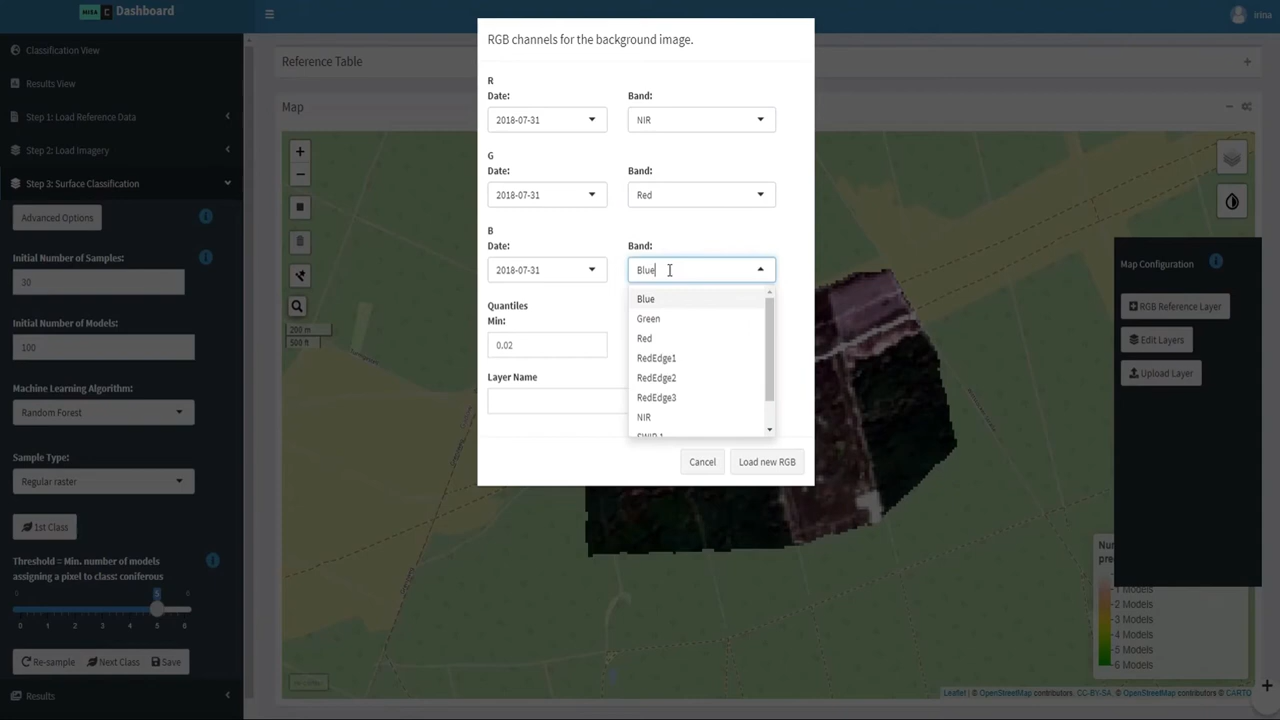 HISA C Dashboard
irina
Classification View
Results View
Step 1: Load Reference Data
Step 2: Load Imagery
Step 3: Surface Classification
Advanced Options
Initial Number of Samples:
30
Initial Number of Models:
100
Machine Learning Algorithm:
Random Forest
Sample Type:
Regular raster
1st Class
Threshold = Min. number of models
assigning a pixel to class: coniferous
0 5 6
0 1 2 3 4 5 6
Re-sample Next Class Save
Results
Reference Table
Map
+
−
200 m
500 ft
RGB channels for the background image.
R
Date: Band:
2018-07-31 NIR
G
Date: Band:
2018-07-31 Red
B
Date: Band:
2018-07-31 Blue
Blue
Green
Red
RedEdge1
RedEdge2
RedEdge3
NIR
SWIR 1
Quantiles
Min:
0.02
Layer Name
Cancel Load new RGB
Map Configuration
RGB Reference Layer
Edit Layers
Upload Layer
1 Models
2 Models
3 Models
4 Models
5 Models
6 Models
Leaflet | © OpenStreetMap contributors, CC-BY-SA, © OpenStreetMap contributors © CARTO